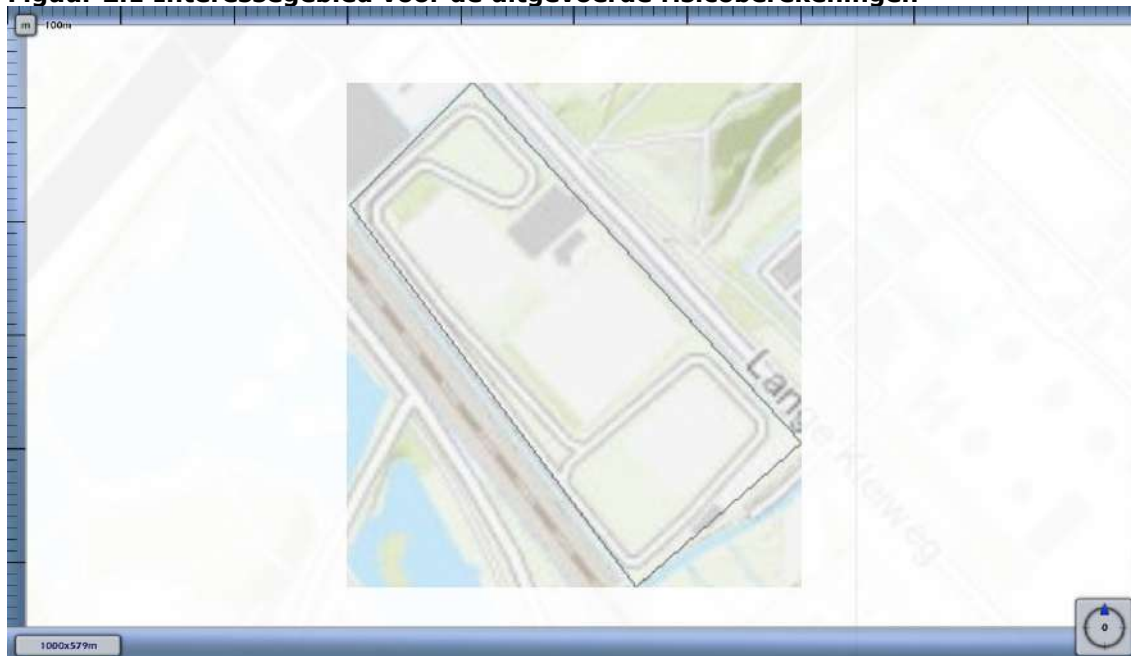 Figuur 2.1 Interessegebied voor de uitgevoerde risicoberekeningen
m 100m
Lange Kleiweg
1000x579m
0